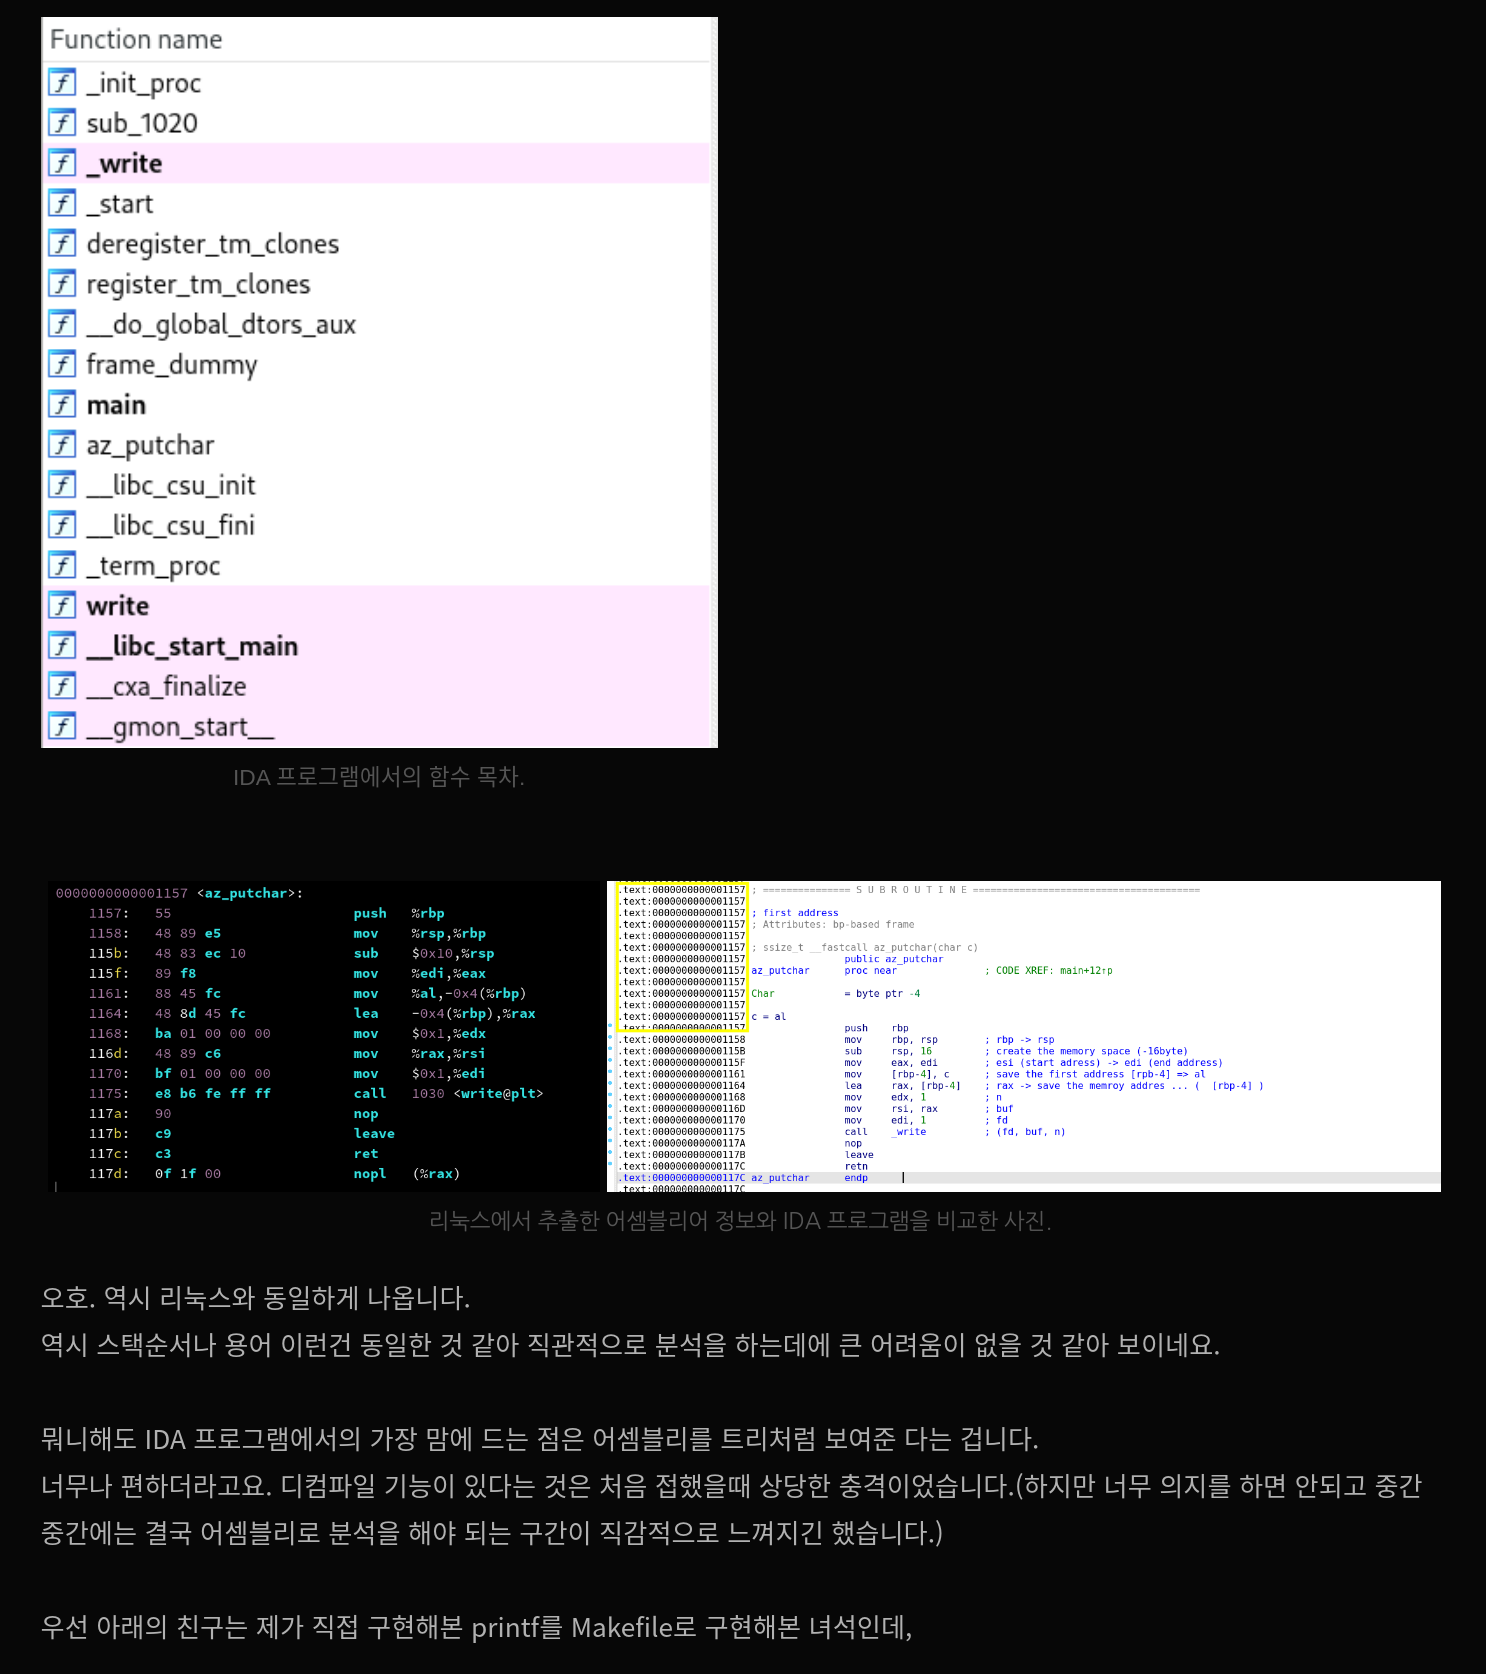 Function name
_init_proc
sub_1020
_write
_start
deregister_tm_clones
register_tm_clones
__do_global_dtors_aux
frame_dummy
main
az_putchar
__libc_csu_init
__libc_csu_fini
_term_proc
write
__libc_start_main
__cxa_finalize
__gmon_start__
IDA 프로그램에서의 함수 목차.
0000000000001157 <az_putchar>:
1157: 55 push %rbp
1158: 48 89 e5 mov %rsp,%rbp
115b: 48 83 ec 10 sub $0x10,%rsp
115f: 89 f8 mov %edi,%eax
1161: 88 45 fc mov %al,-0x4(%rbp)
1164: 48 8d 45 fc lea -0x4(%rbp),%rax
1168: ba 01 00 00 00 mov $0x1,%edx
116d: 48 89 c6 mov %rax,%rsi
1170: bf 01 00 00 00 mov $0x1,%edi
1175: e8 b6 fe ff ff call 1030 <write@plt>
117a: 90 nop
117b: c9 leave
117c: c3 ret
117d: 0f 1f 00 nopl (%rax)
.text:0000000000001157 ; =============== S U B R O U T I N E =======================================
.text:0000000000001157
.text:0000000000001157 ; first address
.text:0000000000001157 ; Attributes: bp-based frame
.text:0000000000001157
.text:0000000000001157 ; ssize_t __fastcall az_putchar(char c)
.text:0000000000001157 public az_putchar
.text:0000000000001157 az_putchar proc near ; CODE XREF: main+12↑p
.text:0000000000001157
.text:0000000000001157 Char = byte ptr -4
.text:0000000000001157
.text:0000000000001157 c = al
.text:0000000000001157 push rbp
.text:0000000000001158 mov rbp, rsp ; rbp -> rsp
.text:000000000000115B sub rsp, 16 ; create the memory space (-16byte)
.text:000000000000115F mov eax, edi ; esi (start adress) -> edi (end address)
.text:0000000000001161 mov [rbp-4], c ; save the first address [rpb-4] => al
.text:0000000000001164 lea rax, [rbp-4] ; rax -> save the memroy addres ... ( [rbp-4] )
.text:0000000000001168 mov edx, 1 ; n
.text:000000000000116D mov rsi, rax ; buf
.text:0000000000001170 mov edi, 1 ; fd
.text:0000000000001175 call _write ; (fd, buf, n)
.text:000000000000117A nop
.text:000000000000117B leave
.text:000000000000117C retn
.text:000000000000117C az_putchar endp
.text:000000000000117C
리눅스에서 추출한 어셈블리어 정보와 IDA 프로그램을 비교한 사진.
오호. 역시 리눅스와 동일하게 나옵니다.
역시 스택순서나 용어 이런건 동일한 것 같아 직관적으로 분석을 하는데에 큰 어려움이 없을 것 같아 보이네요.
뭐니해도 IDA 프로그램에서의 가장 맘에 드는 점은 어셈블리를 트리처럼 보여준 다는 겁니다.
너무나 편하더라고요. 디컴파일 기능이 있다는 것은 처음 접했을때 상당한 충격이었습니다.(하지만 너무 의지를 하면 안되고 중간
중간에는 결국 어셈블리로 분석을 해야 되는 구간이 직감적으로 느껴지긴 했습니다.)
우선 아래의 친구는 제가 직접 구현해본 printf를 Makefile로 구현해본 녀석인데,